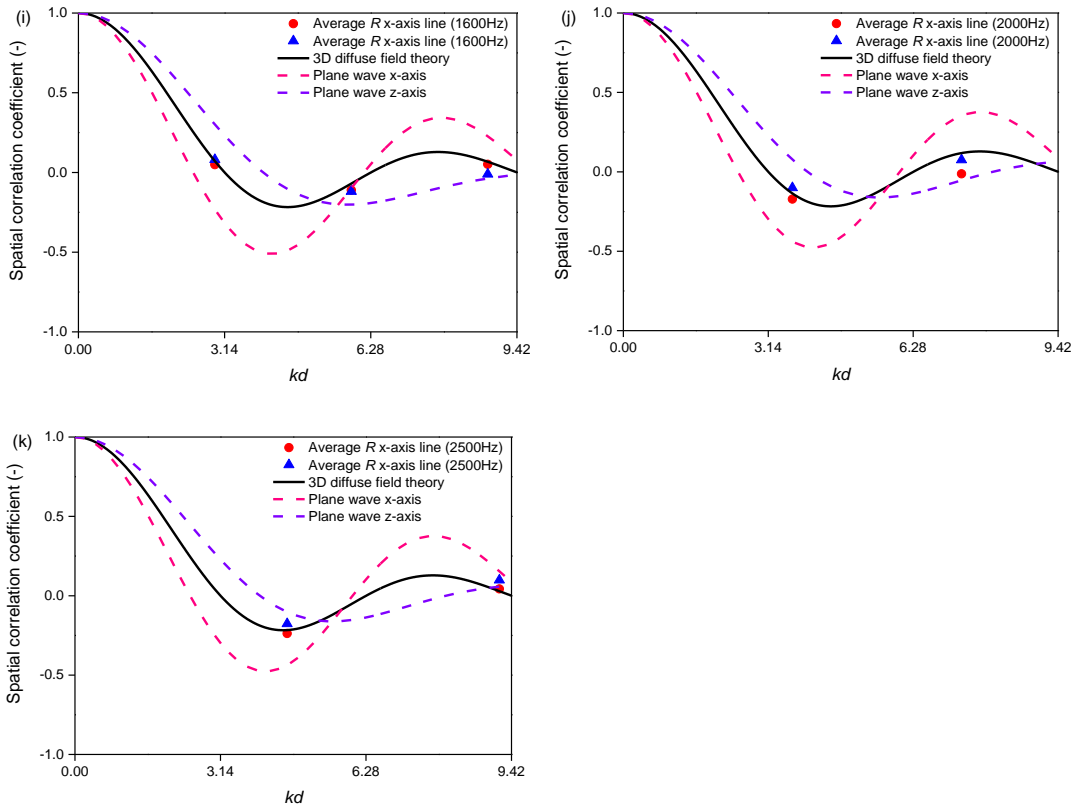 (i)
Average R x-axis line (1600Hz)
Average R x-axis line (1600Hz)
3D diffuse field theory
Plane wave x-axis
Plane wave z-axis
1.0
0.5
0.0
-0.5
-1.0
Spatial correlation coefficient (-)
0.00 3.14 6.28 9.42
kd
(j)
Average R x-axis line (2000Hz)
Average R x-axis line (2000Hz)
3D diffuse field theory
Plane wave x-axis
Plane wave z-axis
1.0
0.5
0.0
-0.5
-1.0
Spatial correlation coefficient (-)
0.00 3.14 6.28 9.42
kd
(k)
Average R x-axis line (2500Hz)
Average R x-axis line (2500Hz)
3D diffuse field theory
Plane wave x-axis
Plane wave z-axis
1.0
0.5
0.0
-0.5
-1.0
Spatial correlation coefficient (-)
0.00 3.14 6.28 9.42
kd